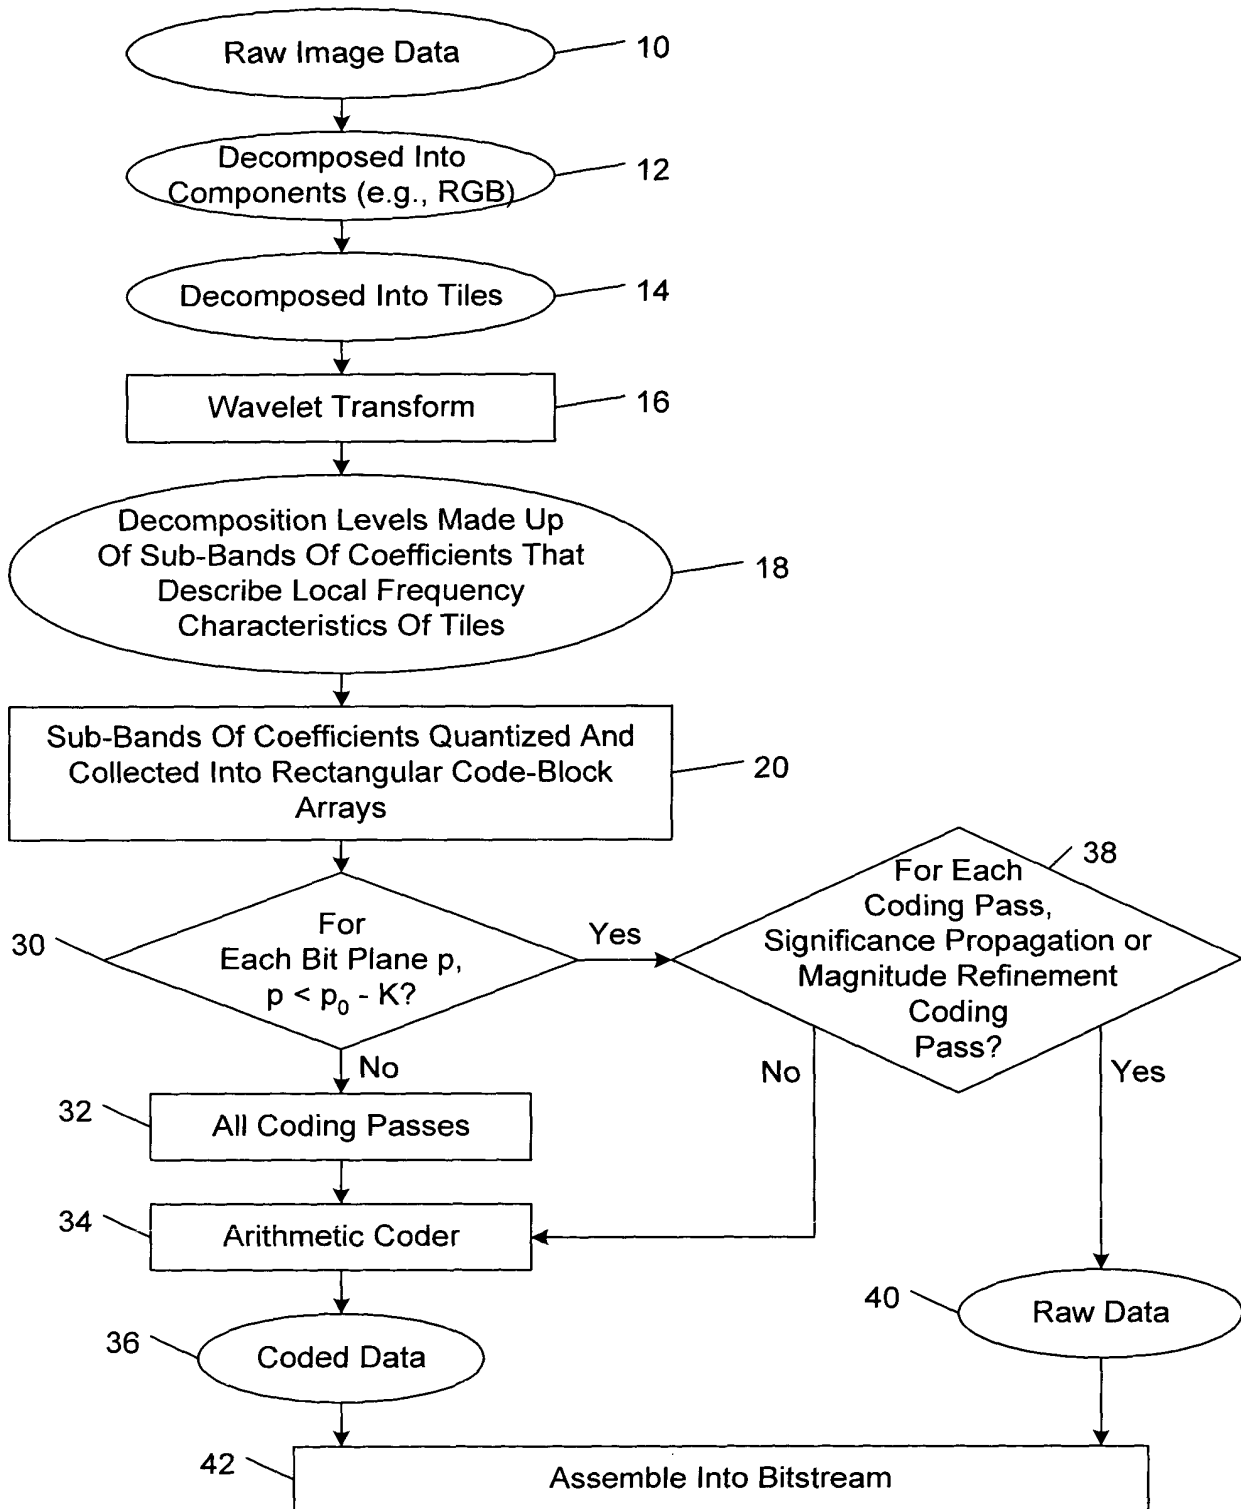 Raw Image Data
10
Decomposed Into
Components (e.g., RGB)
12
Decomposed Into Tiles
14
Wavelet Transform
16
Decomposition Levels Made Up
Of Sub-Bands Of Coefficients That
Describe Local Frequency
Characteristics Of Tiles
18
Sub-Bands Of Coefficients Quantized And
Collected Into Rectangular Code-Block
Arrays
20
30
For
Each Bit Plane p,
p < p₀ - K?
Yes
No
38
For Each
Coding Pass,
Significance Propagation or
Magnitude Refinement
Coding
Pass?
No
Yes
32
All Coding Passes
34
Arithmetic Coder
36
Coded Data
40
Raw Data
42
Assemble Into Bitstream